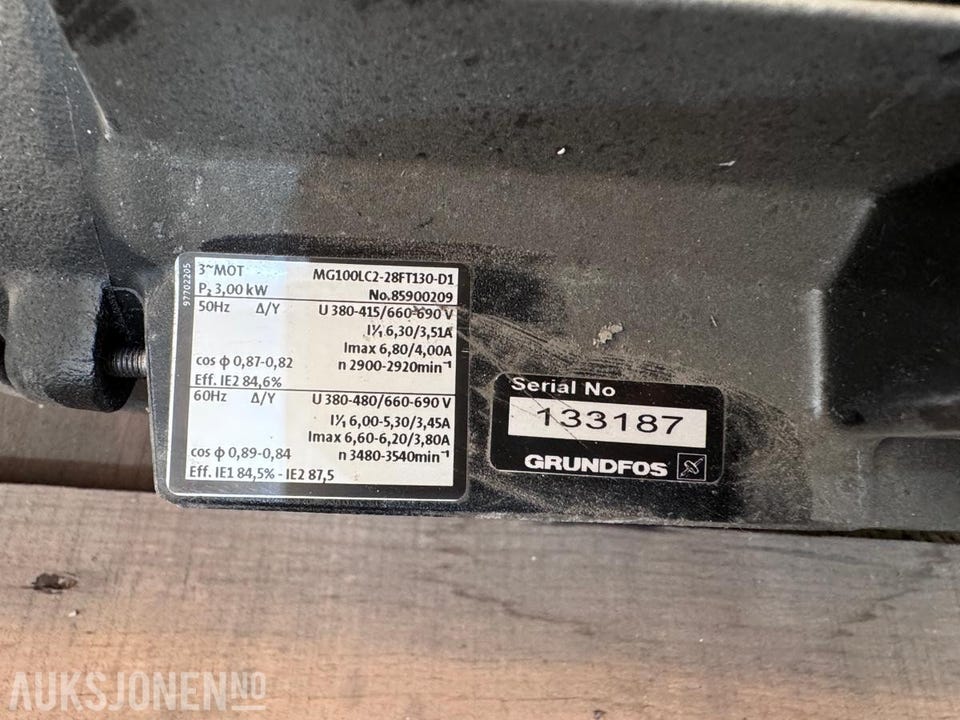 97702205
3~MOT MG100LC2-28FT130-D1
P₂ 3,00 kW No.85900209
50Hz Δ/Y U 380-415/660-690 V
I1/1 6,30/3,51A
Imax 6,80/4,00A
cos φ 0,87-0,82 n 2900-2920min⁻¹
Eff. IE2 84,6%
60Hz Δ/Y U 380-480/660-690 V
I1/1 6,00-5,30/3,45A
Imax 6,60-6,20/3,80A
cos φ 0,89-0,84 n 3480-3540min⁻¹
Eff. IE1 84,5% - IE2 87,5
Serial No
133187
GRUNDFOS
AUKSJONEN.NO